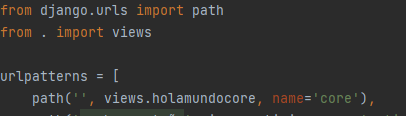 from django.urls import path
from . import views
urlpatterns = [
path('', views.holamundocore, name='core'),